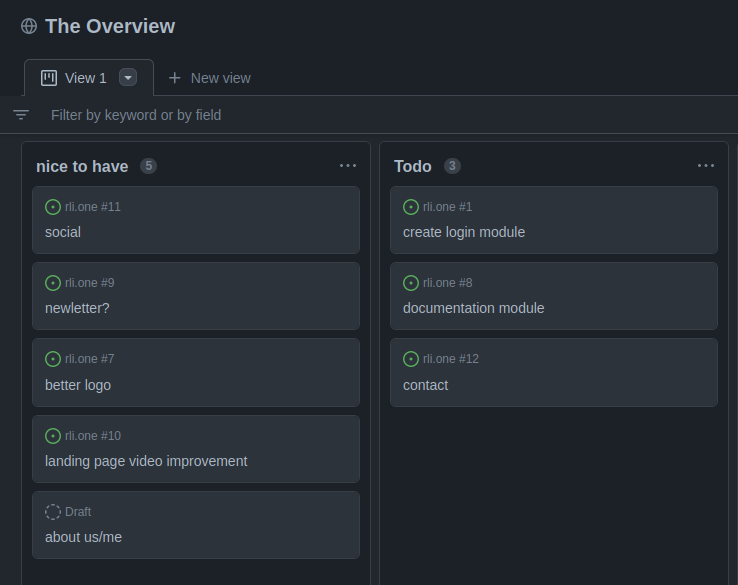 The Overview
View 1
New view
Filter by keyword or by field
nice to have 5
rli.one #11
social
rli.one #9
newletter?
rli.one #7
better logo
rli.one #10
landing page video improvement
Draft
about us/me
Todo 3
rli.one #1
create login module
rli.one #8
documentation module
rli.one #12
contact